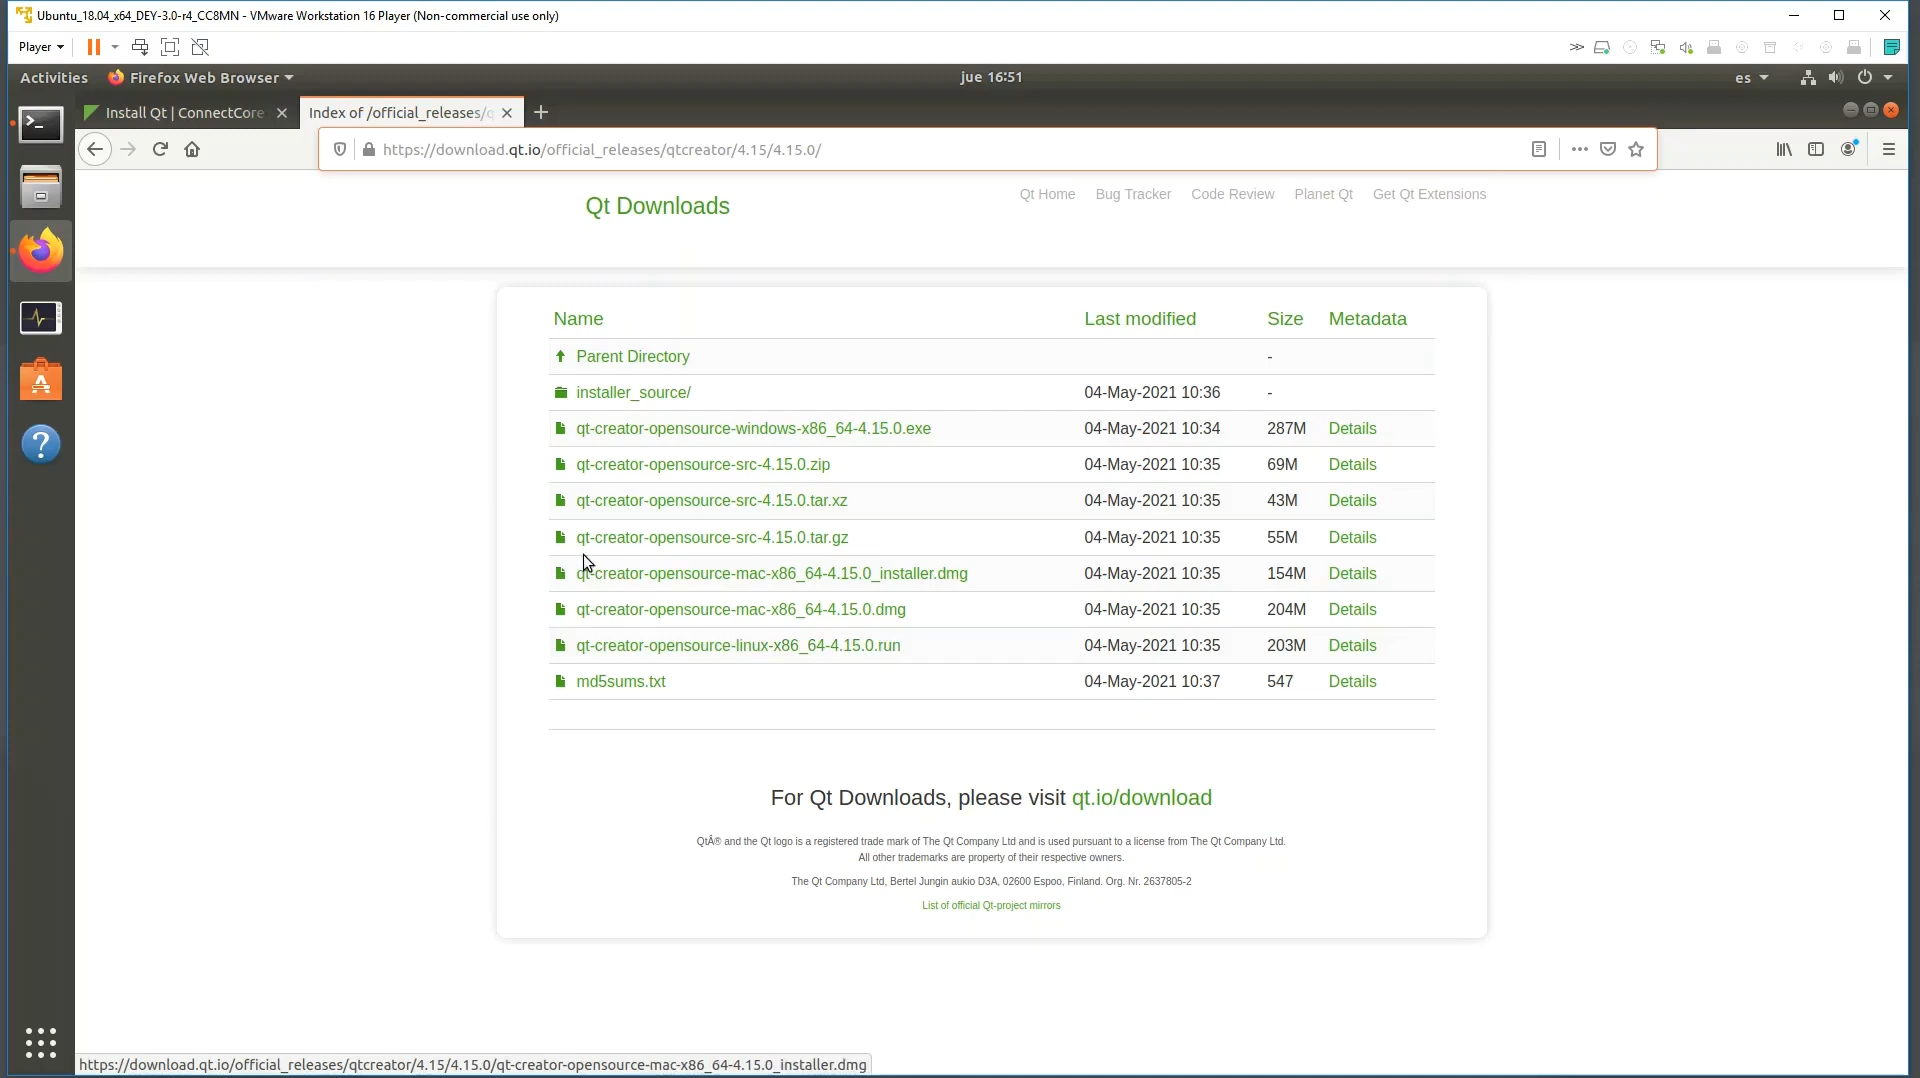 Ubuntu_18.04_x64_DEY-3.0-r4_CC8MN - VMware Workstation 16 Player (Non-commercial use only)
Player
Activities Firefox Web Browser jue 16:51 es
Install Qt | ConnectCore Index of /official_releases/q
https://download.qt.io/official_releases/qtcreator/4.15/4.15.0/
Qt Downloads
Qt Home Bug Tracker Code Review Planet Qt Get Qt Extensions
Name Last modified Size Metadata
Parent Directory -
installer_source/ 04-May-2021 10:36 -
qt-creator-opensource-windows-x86_64-4.15.0.exe 04-May-2021 10:34 287M Details
qt-creator-opensource-src-4.15.0.zip 04-May-2021 10:35 69M Details
qt-creator-opensource-src-4.15.0.tar.xz 04-May-2021 10:35 43M Details
qt-creator-opensource-src-4.15.0.tar.gz 04-May-2021 10:35 55M Details
qt-creator-opensource-mac-x86_64-4.15.0_installer.dmg 04-May-2021 10:35 154M Details
qt-creator-opensource-mac-x86_64-4.15.0.dmg 04-May-2021 10:35 204M Details
qt-creator-opensource-linux-x86_64-4.15.0.run 04-May-2021 10:35 203M Details
md5sums.txt 04-May-2021 10:37 547 Details
For Qt Downloads, please visit qt.io/download
QtÂ® and the Qt logo is a registered trade mark of The Qt Company Ltd and is used pursuant to a license from The Qt Company Ltd.
All other trademarks are property of their respective owners.
The Qt Company Ltd, Bertel Jungin aukio D3A, 02600 Espoo, Finland. Org. Nr. 2637805-2
List of official Qt-project mirrors
https://download.qt.io/official_releases/qtcreator/4.15/4.15.0/qt-creator-opensource-mac-x86_64-4.15.0_installer.dmg